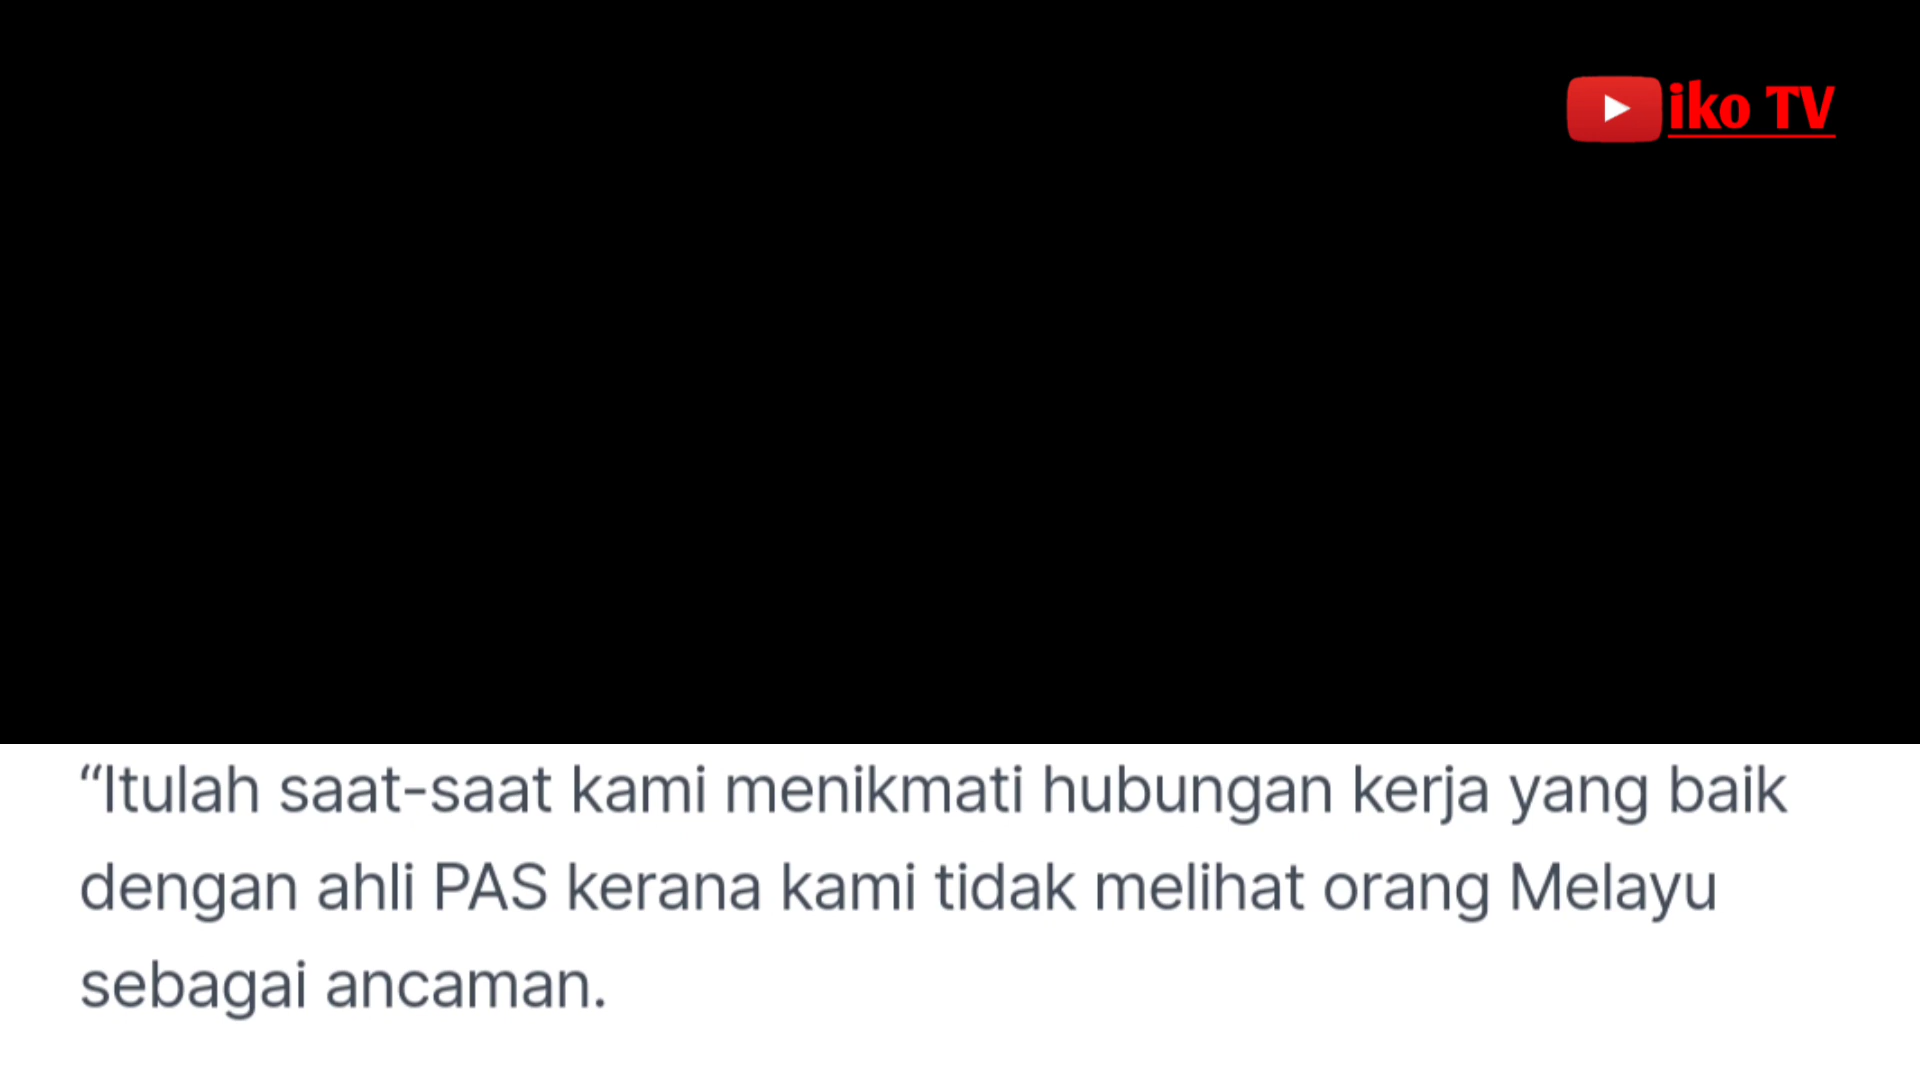 iko TV
“Itulah saat-saat kami menikmati hubungan kerja yang baik
dengan ahli PAS kerana kami tidak melihat orang Melayu
sebagai ancaman.